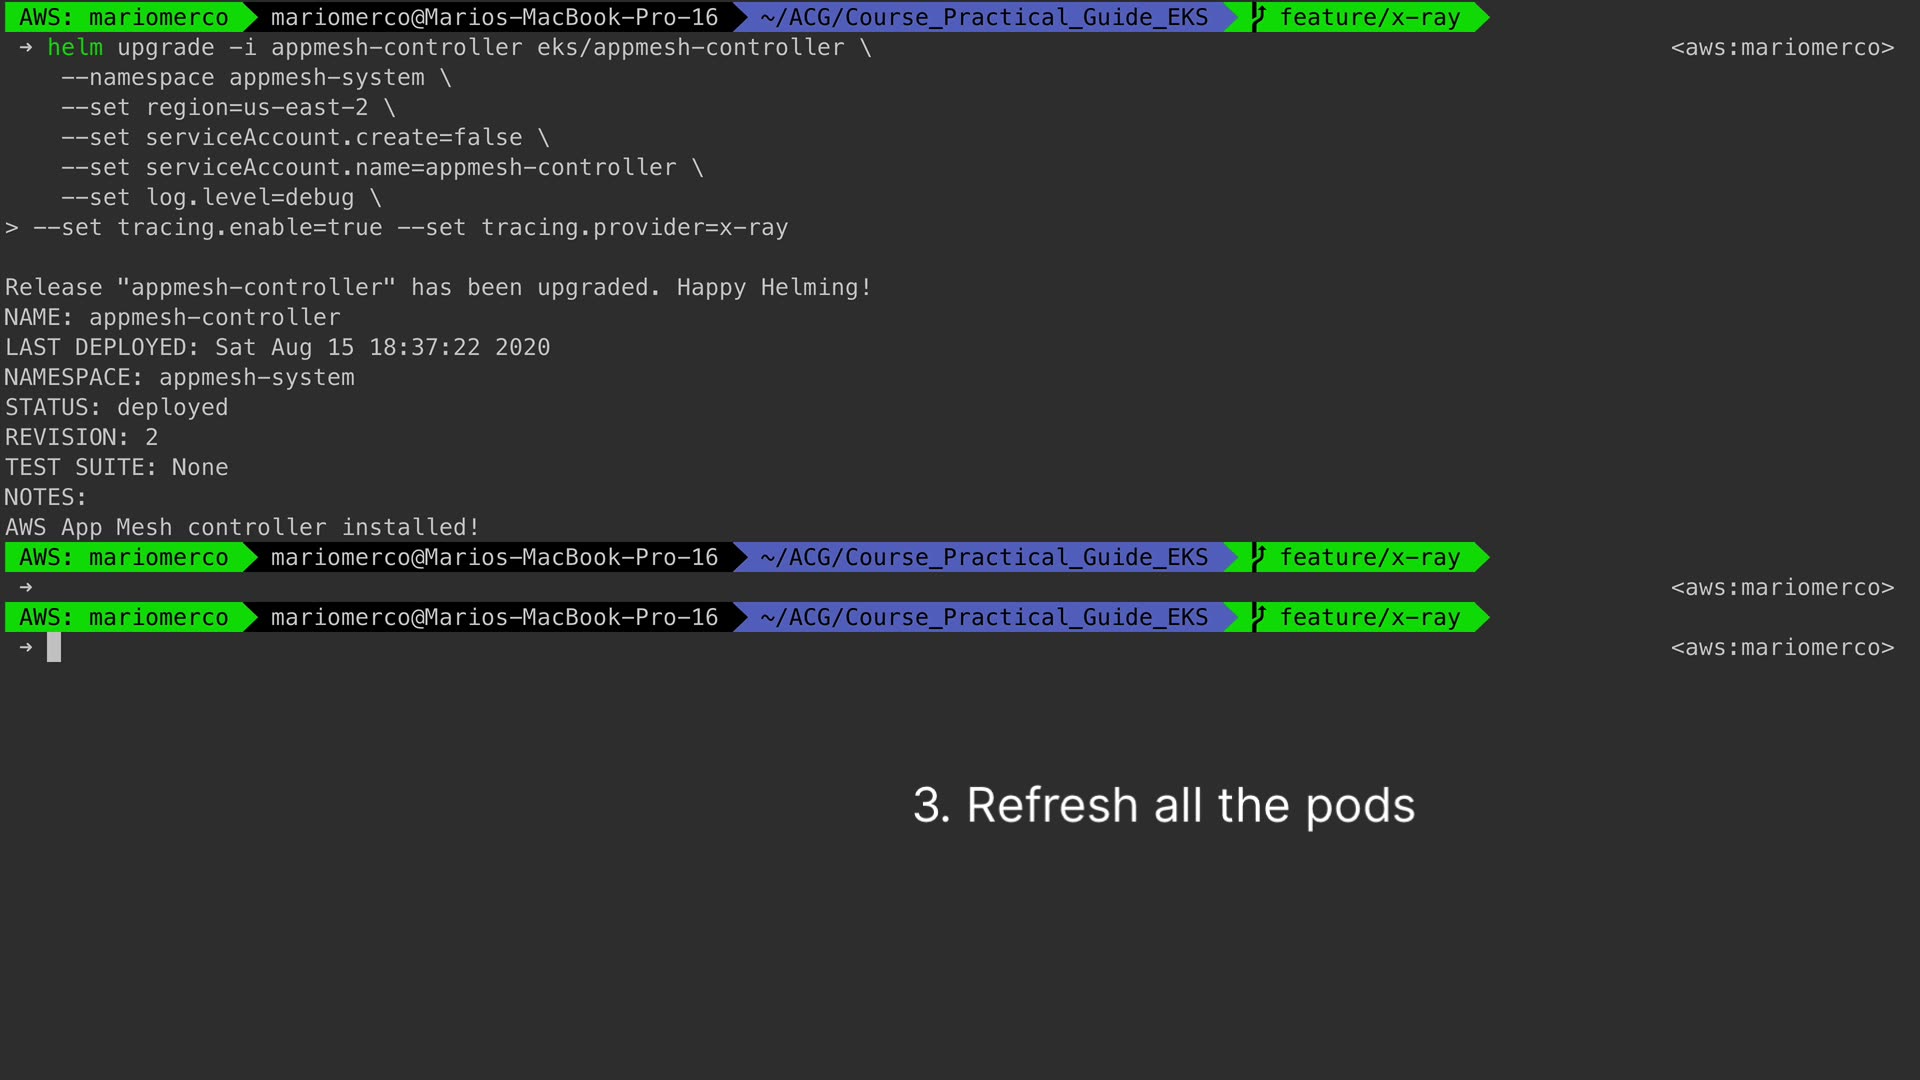 AWS: mariomerco mariomerco@Marios-MacBook-Pro-16 ~/ACG/Course_Practical_Guide_EKS feature/x-ray
→ helm upgrade -i appmesh-controller eks/appmesh-controller \ <aws:mariomerco>
--namespace appmesh-system \
--set region=us-east-2 \
--set serviceAccount.create=false \
--set serviceAccount.name=appmesh-controller \
--set log.level=debug \
> --set tracing.enable=true --set tracing.provider=x-ray
Release "appmesh-controller" has been upgraded. Happy Helming!
NAME: appmesh-controller
LAST DEPLOYED: Sat Aug 15 18:37:22 2020
NAMESPACE: appmesh-system
STATUS: deployed
REVISION: 2
TEST SUITE: None
NOTES:
AWS App Mesh controller installed!
AWS: mariomerco mariomerco@Marios-MacBook-Pro-16 ~/ACG/Course_Practical_Guide_EKS feature/x-ray
→ <aws:mariomerco>
AWS: mariomerco mariomerco@Marios-MacBook-Pro-16 ~/ACG/Course_Practical_Guide_EKS feature/x-ray
→ <aws:mariomerco>
3. Refresh all the pods